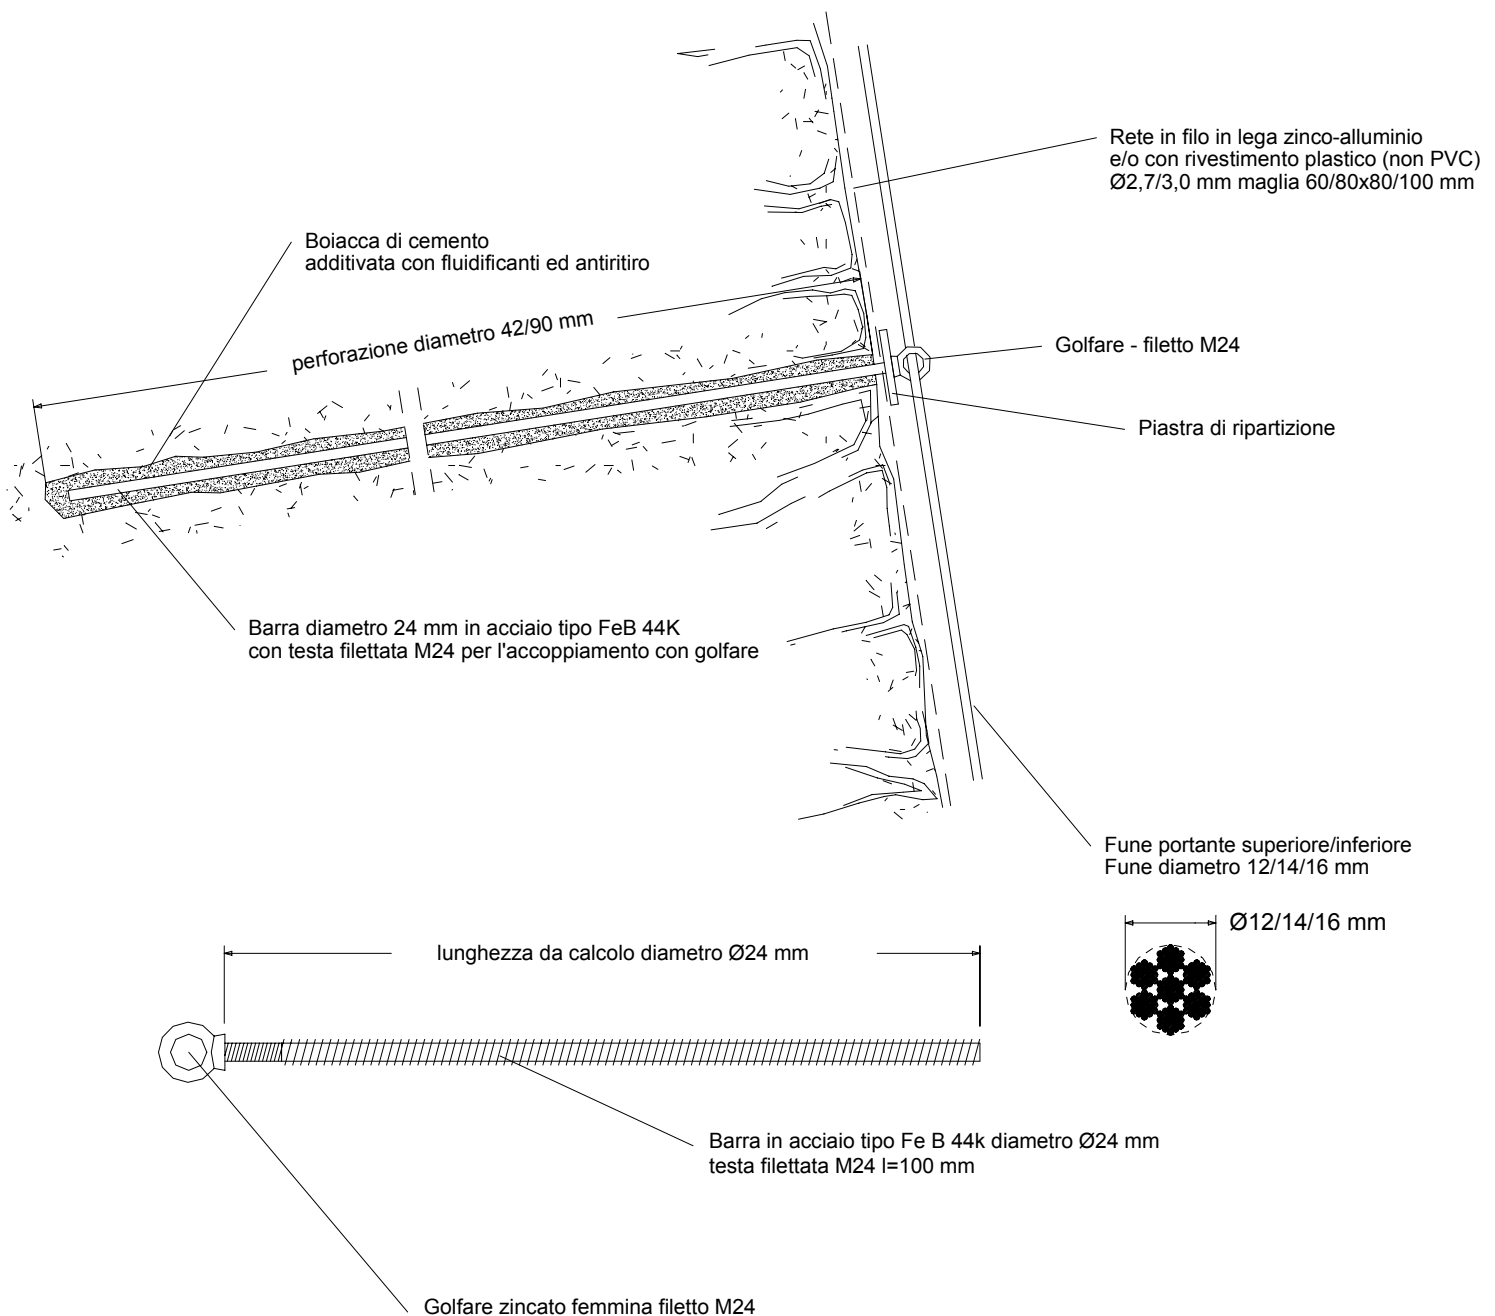 Rete in filo in lega zinco-alluminio
e/o con rivestimento plastico (non PVC)
Ø2,7/3,0 mm maglia 60/80x80/100 mm
Boiacca di cemento
additivata con fluidificanti ed antiritiro
perforazione diametro 42/90 mm
Golfare - filetto M24
Piastra di ripartizione
Barra diametro 24 mm in acciaio tipo FeB 44K
con testa filettata M24 per l'accoppiamento con golfare
Fune portante superiore/inferiore
Fune diametro 12/14/16 mm
Ø12/14/16 mm
lunghezza da calcolo diametro Ø24 mm
Barra in acciaio tipo Fe B 44k diametro Ø24 mm
testa filettata M24 l=100 mm
Golfare zincato femmina filetto M24